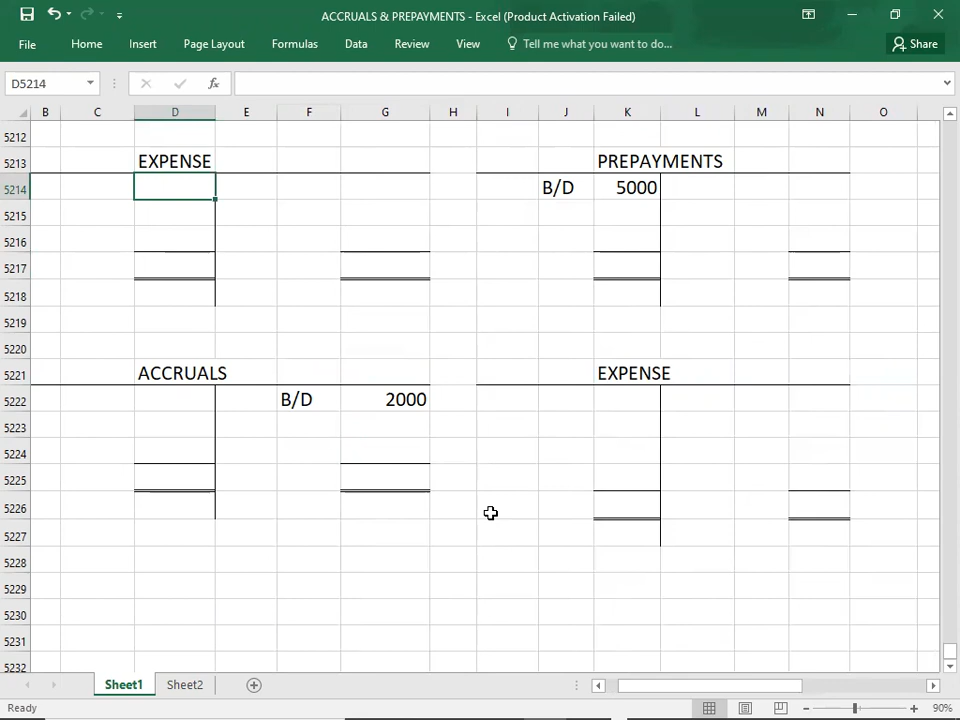 ACCRUALS & PREPAYMENTS - Excel (Product Activation Failed)
File Home Insert Page Layout Formulas Data Review View Tell me what you want to do... Share
D5214 fx
B C D E F G H I J K L M N O
5212
5213 EXPENSE PREPAYMENTS
5214 B/D 5000
5215
5216
5217
5218
5219
5220
5221 ACCRUALS EXPENSE
5222 B/D 2000
5223
5224
5225
5226
5227
5228
5229
5230
5231
5232
Sheet1 Sheet2
Ready 90%